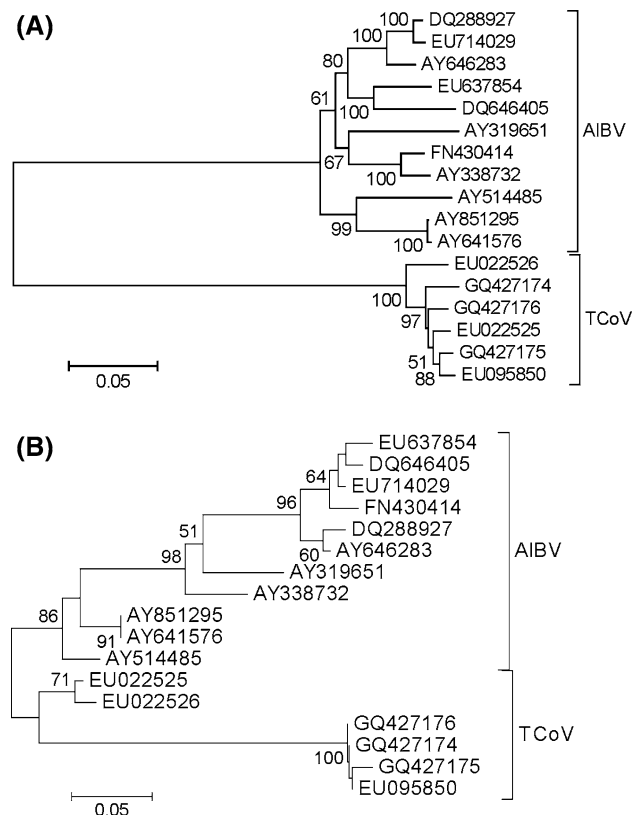 (A)
100
DQ288927
100
EU714029
80
AY646283
EU637854
61
100
DQ646405
AY319651
AIBV
67
FN430414
100
AY338732
AY514485
99
AY851295
100
AY641576
EU022526
100
GQ427174
97
GQ427176
TCoV
EU022525
51
GQ427175
88
EU095850
0.05
(B)
EU637854
64
DQ646405
EU714029
96
FN430414
51
DQ288927
60
AY646283
AIBV
98
AY319651
AY338732
86
AY851295
91
AY641576
AY514485
71
EU022525
EU022526
GQ427176
TCoV
100
GQ427174
GQ427175
EU095850
0.05